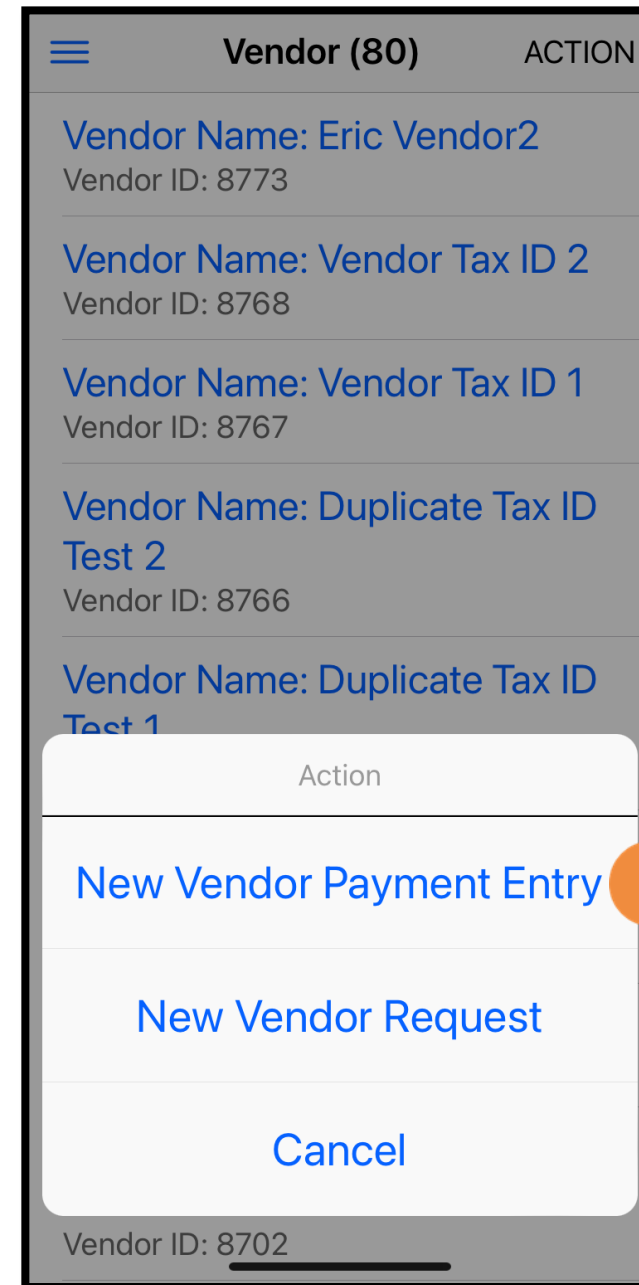 Vendor (80)
ACTION
Vendor Name: Eric Vendor2
Vendor ID: 8773
Vendor Name: Vendor Tax ID 2
Vendor ID: 8768
Vendor Name: Vendor Tax ID 1
Vendor ID: 8767
Vendor Name: Duplicate Tax ID
Test 2
Vendor ID: 8766
Vendor Name: Duplicate Tax ID
Test 1
Action
New Vendor Payment Entry
New Vendor Request
Cancel
Vendor ID: 8702